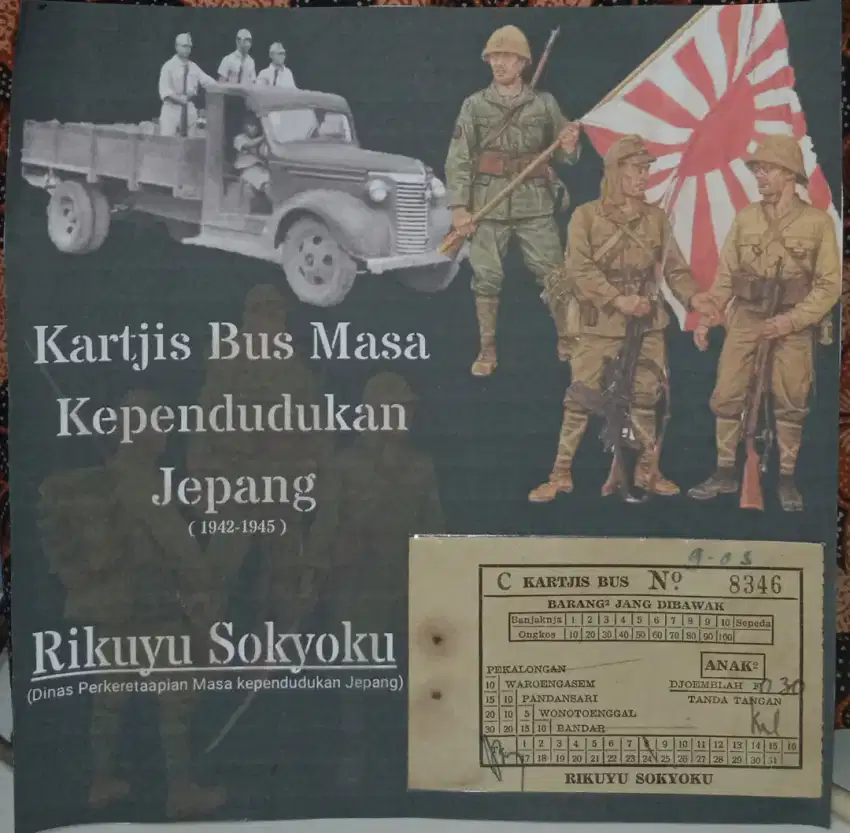 Kartjis Bus Masa
Kependudukan
Jepang
( 1942-1945 )
Rikuyu Sokyoku
(Dinas Perkeretaapian Masa kependudukan Jepang)
9-03
C KARTJIS BUS Nº 8346
BARANG² JANG DIBAWAK
Banjaknja 1 2 3 4 5 6 7 8 9 10 Sepeda
Ongkos 10 20 30 40 50 60 70 80 90 100
ANAK²
PEKALONGAN
10 WAROENGASEM
DJOEMBLAH F 0 30
15 10 PANDANSARI
TANDA TANGAN
20 10 5 WONOTOENGGAL
30 20 15 10 BANDAR
1 2 3 4 5 6 7 8 9 10 11 12 13 14 15 16
17 18 19 20 21 22 23 24 25 26 27 28 29 30 31
RIKUYU SOKYOKU